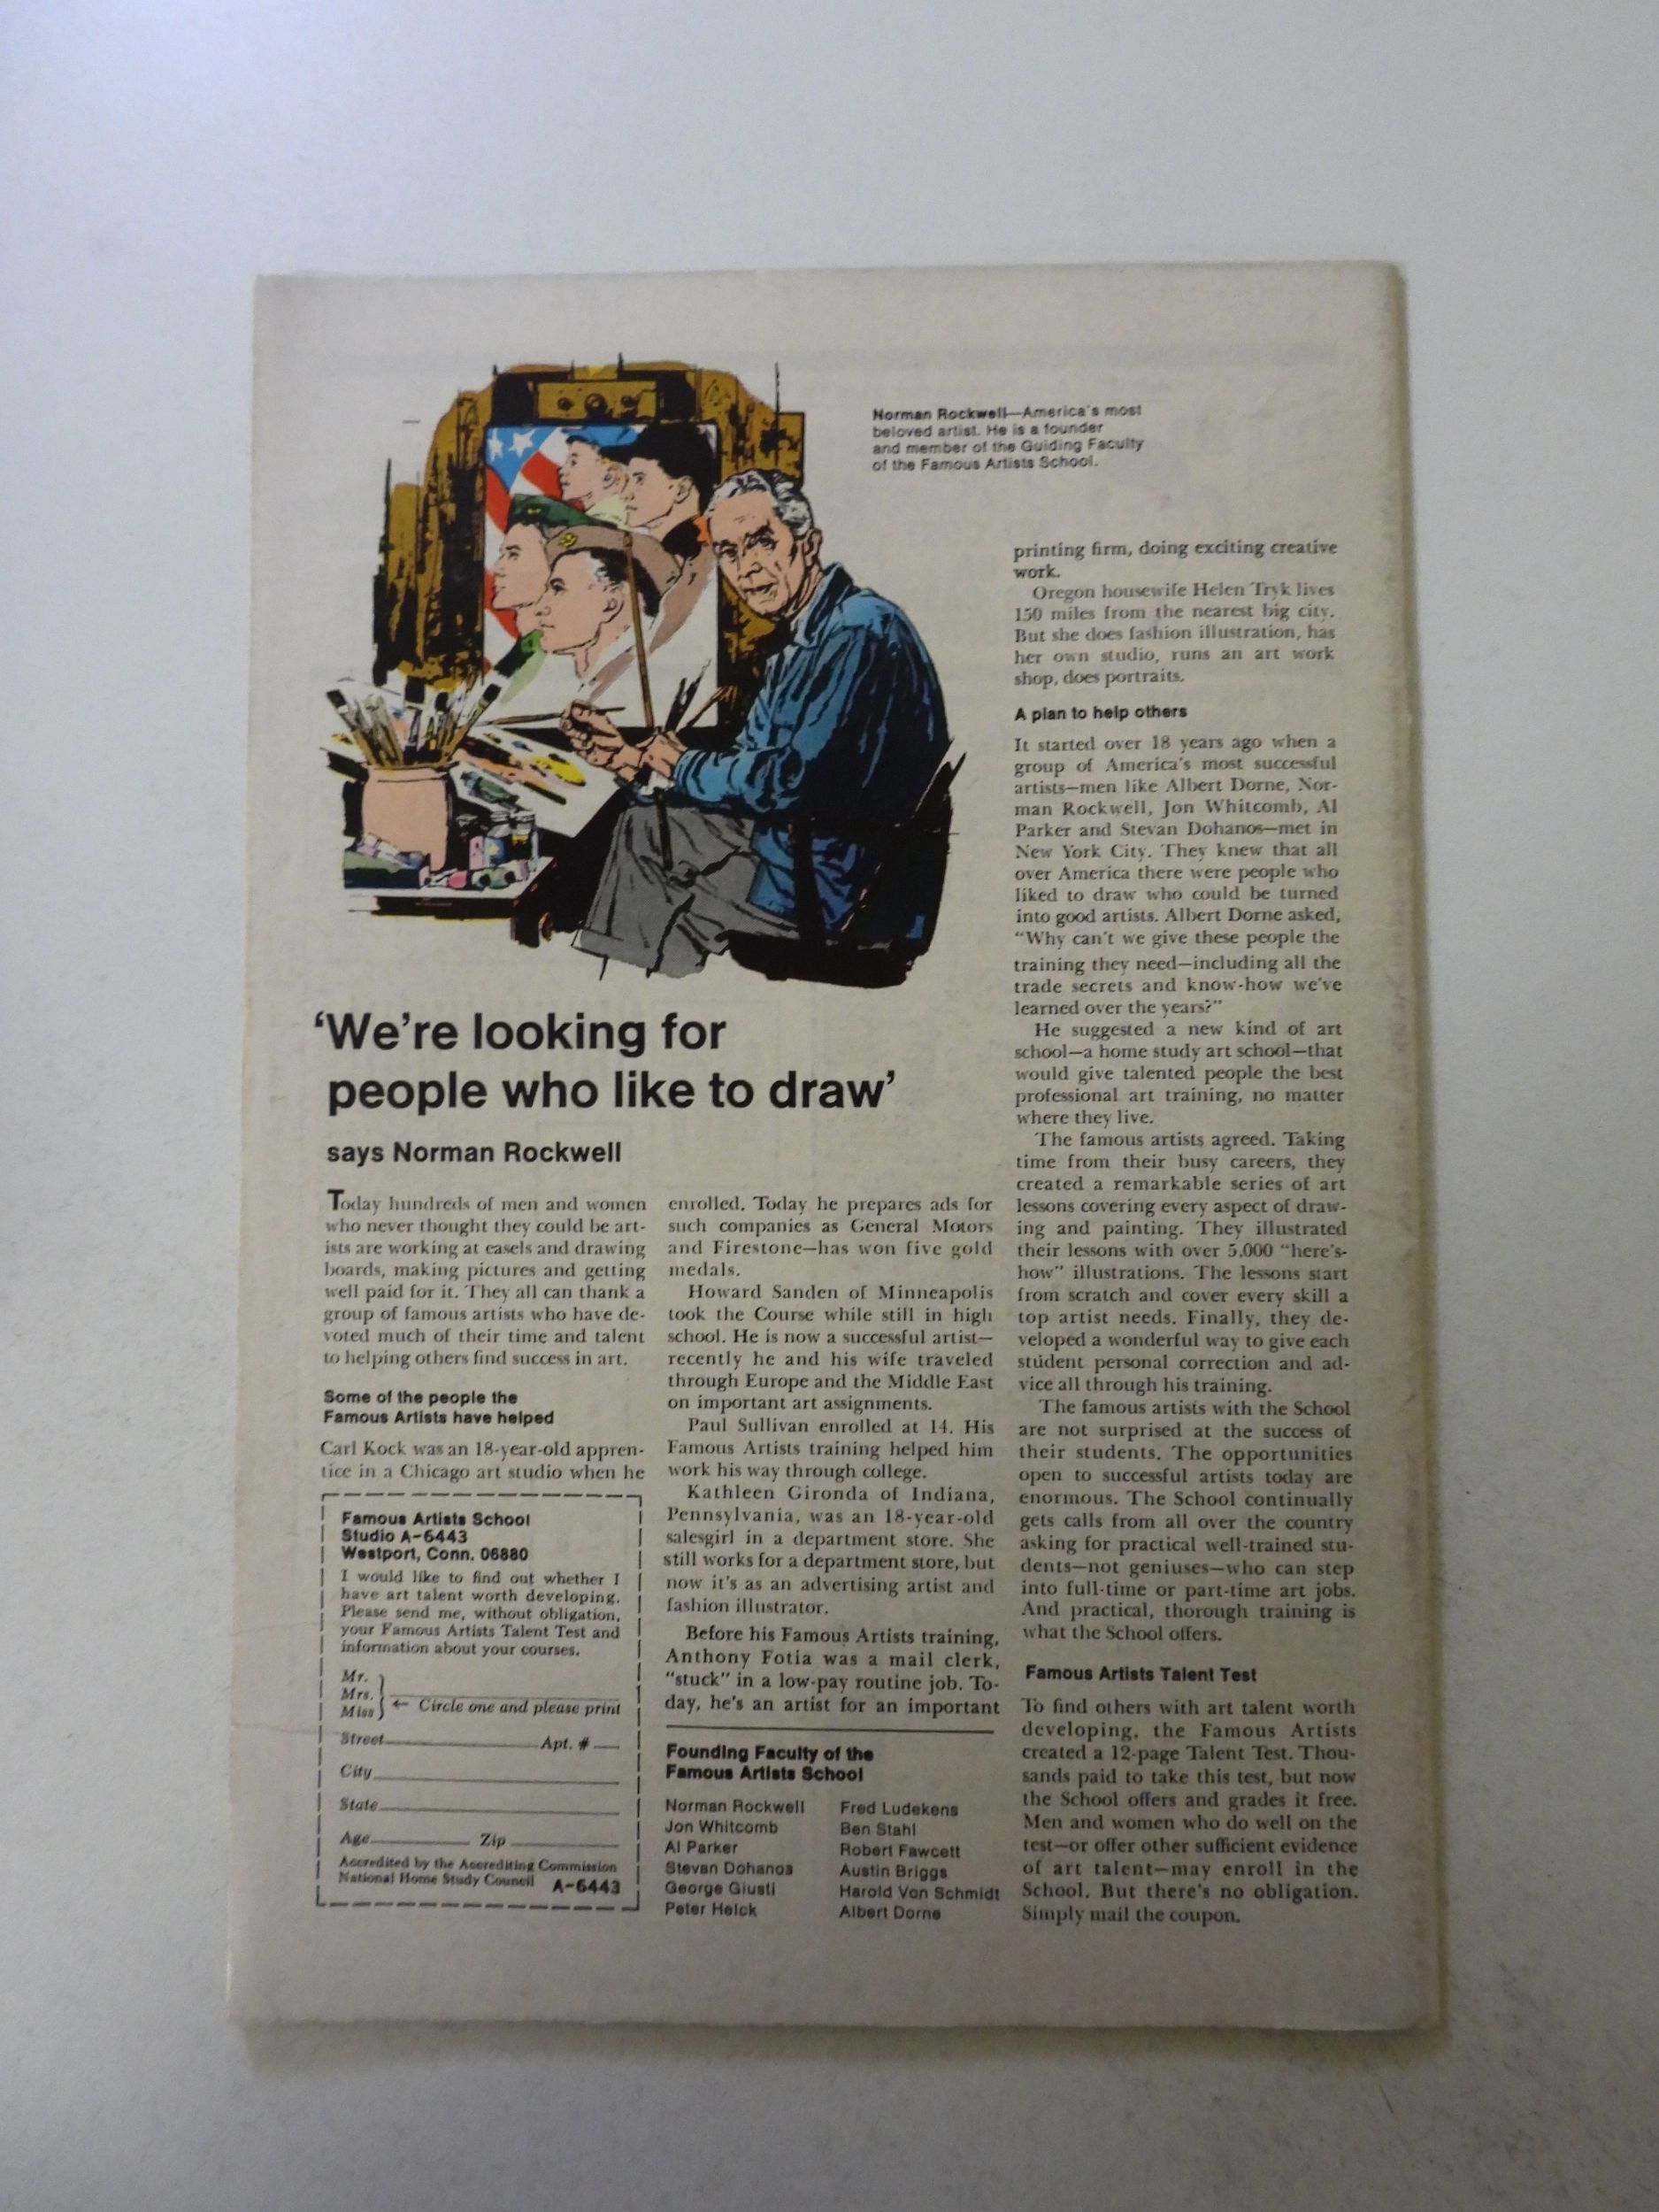 Norman Rockwell—America's most
beloved artist. He is a founder
and member of the Guiding Faculty
of the Famous Artists School.
'We're looking for
people who like to draw'
says Norman Rockwell
Today hundreds of men and women
who never thought they could be art-
ists are working at easels and drawing
boards, making pictures and getting
well paid for it. They all can thank a
group of famous artists who have de-
voted much of their time and talent
to helping others find success in art.
Some of the people the
Famous Artists have helped
Carl Kock was an 18-year-old appren-
tice in a Chicago art studio when he
enrolled. Today he prepares ads for
such companies as General Motors
and Firestone—has won five gold
medals.
Howard Sanden of Minneapolis
took the Course while still in high
school. He is now a successful artist—
recently he and his wife traveled
through Europe and the Middle East
on important art assignments.
Paul Sullivan enrolled at 14. His
Famous Artists training helped him
work his way through college.
Kathleen Gironda of Indiana,
Pennsylvania, was an 18-year-old
salesgirl in a department store. She
still works for a department store, but
now it's as an advertising artist and
fashion illustrator.
Before his Famous Artists training,
Anthony Fotia was a mail clerk,
"stuck" in a low-pay routine job. To-
day, he's an artist for an important
printing firm, doing exciting creative
work.
Oregon housewife Helen Tryk lives
150 miles from the nearest big city.
But she does fashion illustration, has
her own studio, runs an art work
shop, does portraits.
A plan to help others
It started over 18 years ago when a
group of America's most successful
artists—men like Albert Dorne, Nor-
man Rockwell, Jon Whitcomb, Al
Parker and Stevan Dohanos—met in
New York City. They knew that all
over America there were people who
liked to draw who could be turned
into good artists. Albert Dorne asked,
"Why can't we give these people the
training they need—including all the
trade secrets and know-how we've
learned over the years?"
He suggested a new kind of art
school—a home study art school—that
would give talented people the best
professional art training, no matter
where they live.
The famous artists agreed. Taking
time from their busy careers, they
created a remarkable series of art
lessons covering every aspect of draw-
ing and painting. They illustrated
their lessons with over 5,000 "here's-
how" illustrations. The lessons start
from scratch and cover every skill a
top artist needs. Finally, they de-
veloped a wonderful way to give each
student personal correction and ad-
vice all through his training.
The famous artists with the School
are not surprised at the success of
their students. The opportunities
open to successful artists today are
enormous. The School continually
gets calls from all over the country
asking for practical well-trained stu-
dents—not geniuses—who can step
into full-time or part-time art jobs.
And practical, thorough training is
what the School offers.
Famous Artists Talent Test
To find others with art talent worth
developing, the Famous Artists
created a 12-page Talent Test. Thou-
sands paid to take this test, but now
the School offers and grades it free.
Men and women who do well on the
test—or offer other sufficient evidence
of art talent—may enroll in the
School. But there's no obligation.
Simply mail the coupon.
Famous Artists School
Studio A-6443
Westport, Conn. 06880
I would like to find out whether I
have art talent worth developing.
Please send me, without obligation,
your Famous Artists Talent Test and
information about your courses.
Mr.
Mrs.
Miss
← Circle one and please print
Street Apt. #
City
State
Age Zip
Accredited by the Accrediting Commission
National Home Study Council A-6443
Founding Faculty of the
Famous Artists School
Norman Rockwell
Jon Whitcomb
Al Parker
Stevan Dohanos
George Giusti
Peter Helck
Fred Ludekens
Ben Stahl
Robert Fawcett
Austin Briggs
Harold Von Schmidt
Albert Dorne